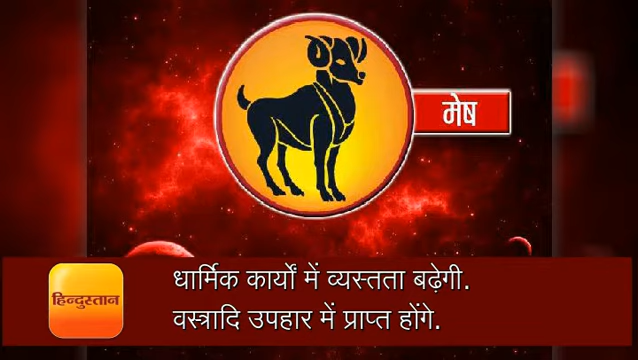 मेष
हिन्दुस्तान
धार्मिक कार्यों में व्यस्तता बढ़ेगी.
वस्त्रादि उपहार में प्राप्त होंगे.